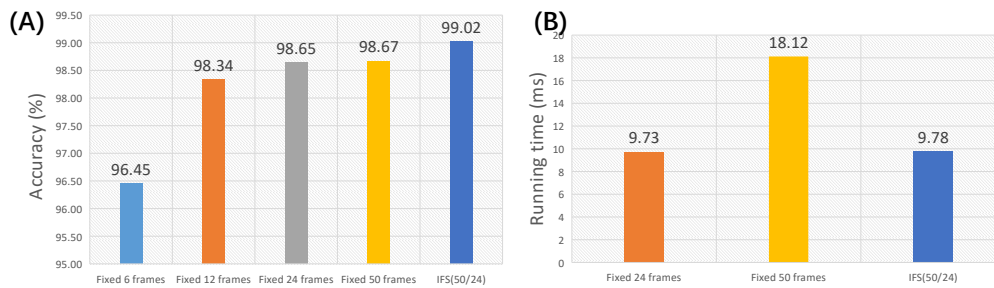 (A)
Accuracy (%)
99.50
99.00
98.50
98.00
97.50
97.00
96.50
96.00
95.50
95.00
96.45
98.34
98.65
98.67
99.02
Fixed 6 frames
Fixed 12 frames
Fixed 24 frames
Fixed 50 frames
IFS(50/24)
(B)
Running time (ms)
20
18
16
14
12
10
8
6
4
2
0
9.73
18.12
9.78
Fixed 24 frames
Fixed 50 frames
IFS(50/24)